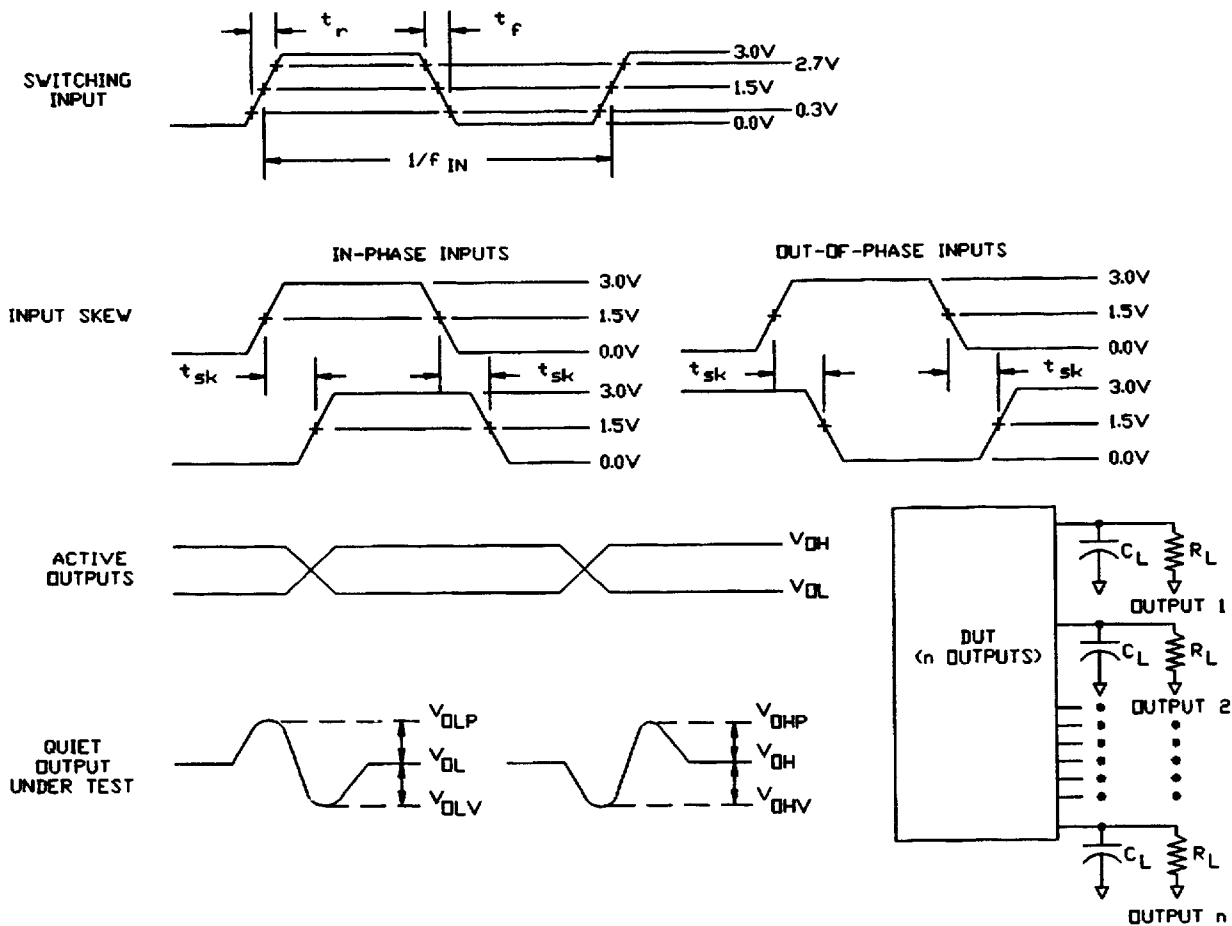 t r
t f
SWITCHING
INPUT
3.0V
2.7V
1.5V
0.3V
0.0V
1/f IN
IN-PHASE INPUTS
OUT-OF-PHASE INPUTS
INPUT SKEW
3.0V
1.5V
0.0V
t sk
t sk
3.0V
1.5V
0.0V
3.0V
1.5V
0.0V
t sk
t sk
3.0V
1.5V
0.0V
ACTIVE
OUTPUTS
V OH
V OL
QUIET
OUTPUT
UNDER TEST
V OLP
V OL
V OLV
V OHP
V OH
V OHV
DUT
(n OUTPUTS)
C L
R L
OUTPUT 1
C L
R L
OUTPUT 2
C L
R L
OUTPUT n